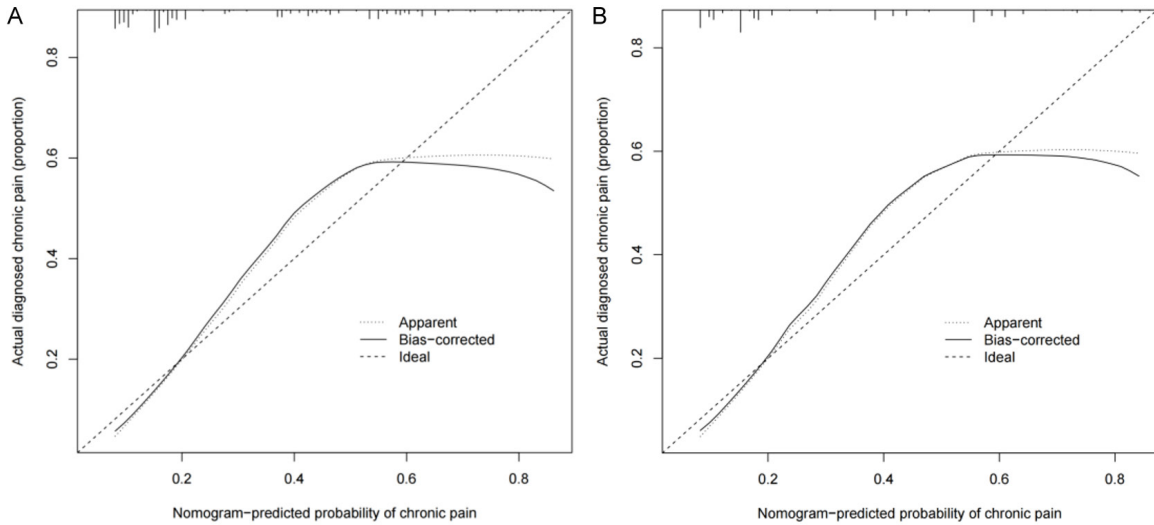 A
0.8
0.6
0.4
0.2
Actual diagnosed chronic pain (proportion)
Apparent
Bias-corrected
Ideal
0.2 0.4 0.6 0.8
Nomogram-predicted probability of chronic pain
B
0.8
0.6
0.4
0.2
Actual diagnosed chronic pain (proportion)
Apparent
Bias-corrected
Ideal
0.2 0.4 0.6 0.8
Nomogram-predicted probability of chronic pain